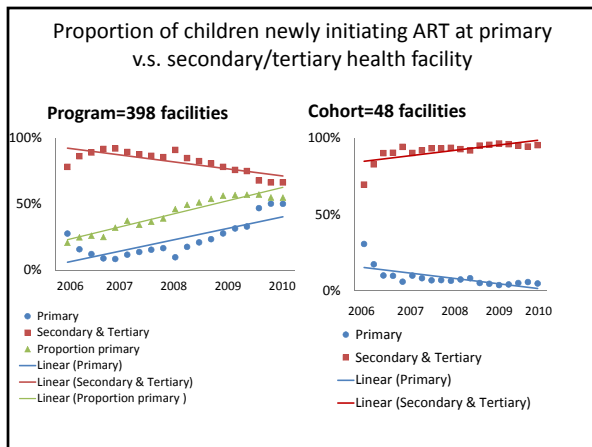 Proportion of children newly initiating ART at primary
v.s. secondary/tertiary health facility
Program=398 facilities
100%
50%
0%
2006 2007 2008 2009 2010
Primary
Secondary & Tertiary
Proportion primary
Linear (Primary)
Linear (Secondary & Tertiary)
Linear (Proportion primary )
Cohort=48 facilities
100%
50%
0%
2006 2007 2008 2009 2010
Primary
Secondary & Tertiary
Linear (Primary)
Linear (Secondary & Tertiary)